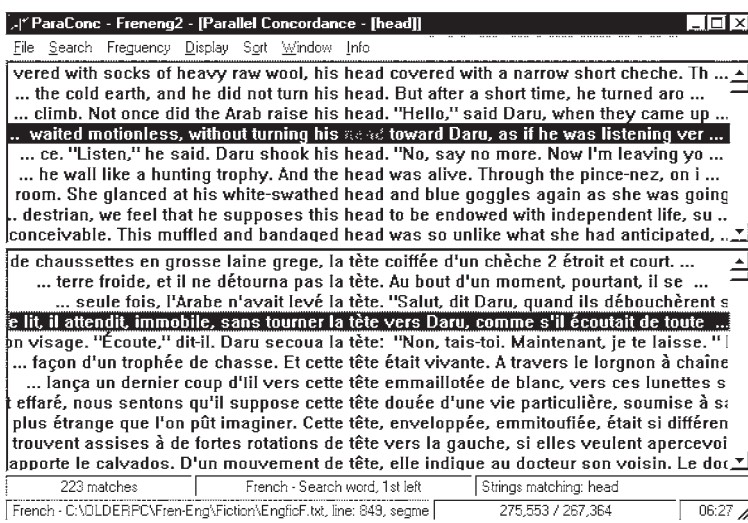 ParaConc - Freneng2 - [Parallel Concordance - [head]]
File Search Frequency Display Sort Window Info
vered with socks of heavy raw wool, his head covered with a narrow short cheche. Th ...
... the cold earth, and he did not turn his head. But after a short time, he turned aro ...
... climb. Not once did the Arab raise his head. "Hello," said Daru, when they came up ...
.. waited motionless, without turning his head toward Daru, as if he was listening ver ...
... ce. "Listen," he said. Daru shook his head. "No, say no more. Now I'm leaving yo ...
... he wall like a hunting trophy. And the head was alive. Through the pince-nez, on i ...
room. She glanced at his white-swathed head and blue goggles again as she was going
.. destrian, we feel that he supposes this head to be endowed with independent life, su ..
conceivable. This muffled and bandaged head was so unlike what she had anticipated, ..
de chaussettes en grosse laine grege, la tète coiffée d'un chèche 2 étroit et court. ...
... terre froide, et il ne détourna pas la tète. Au bout d'un moment, pourtant, il se ...
... seule fois, l'Arabe n'avait levé la tète. "Salut, dit Daru, quand ils débouchèrent s
e lit, il attendit, immobile, sans tourner la tète vers Daru, comme s'il écoutait de toute ...
on visage. "Écoute," dit-il. Daru secoua la tète: "Non, tais-toi. Maintenant, je te laisse. "
... façon d'un trophée de chasse. Et cette tête était vivante. A travers le lorgnon à chaîne
... lança un dernier coup d'Iil vers cette tête emmaillotée de blanc, vers ces lunettes s
t effaré, nous sentons qu'il suppose cette tête douée d'une vie particulière, soumise à sa
plus étrange que l'on pût imaginer. Cette tête, enveloppée, emmitoufiée, était si différen
trouvent assises à de fortes rotations de tête vers la gauche, si elles veulent apercevoi
apporte le calvados. D'un mouvement de tête, elle indique au docteur son voisin. Le doc
223 matches French - Search word, 1st left Strings matching: head
French - C:\OLDERPC\Fren-Eng\Fiction\EngficF.txt, line: 849, segme 275,553 / 267,364 06:27